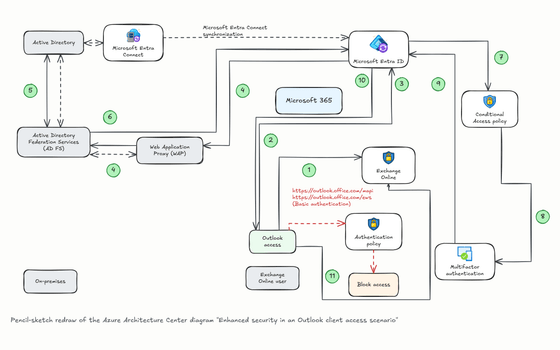 Microsoft Entra Connect
synchronization
Active Directory
Microsoft Entra
Connect
Microsoft Entra ID
7
10
3
9
5
4
Microsoft 365
Conditional
Access policy
6
2
Active Directory
Federation Services
(AD FS)
Web Application
Proxy (WAP)
4
1
Exchange
Online
https://outlook.office.com/mapi
https://outlook.office.com/ews
(Basic authentication)
8
Outlook
access
Authentication
policy
Multifactor
authentication
11
On-premises
Exchange
Online user
Block access
Pencil-sketch redraw of the Azure Architecture Center diagram "Enhanced security in an Outlook client access scenario"